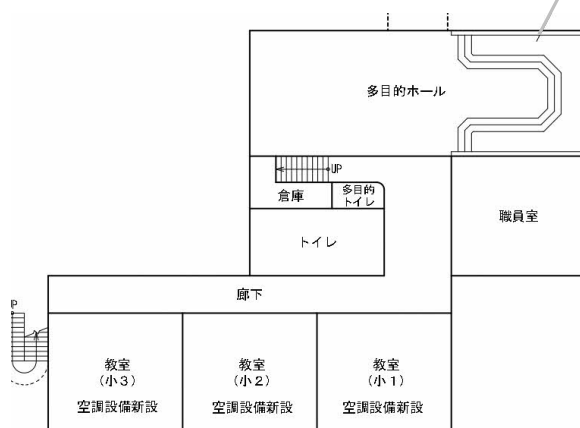 多目的ホール
UP
倉庫
多目的
トイレ
職員室
トイレ
廊下
教室
(小3)
空調設備新設
教室
(小2)
空調設備新設
教室
(小1)
空調設備新設